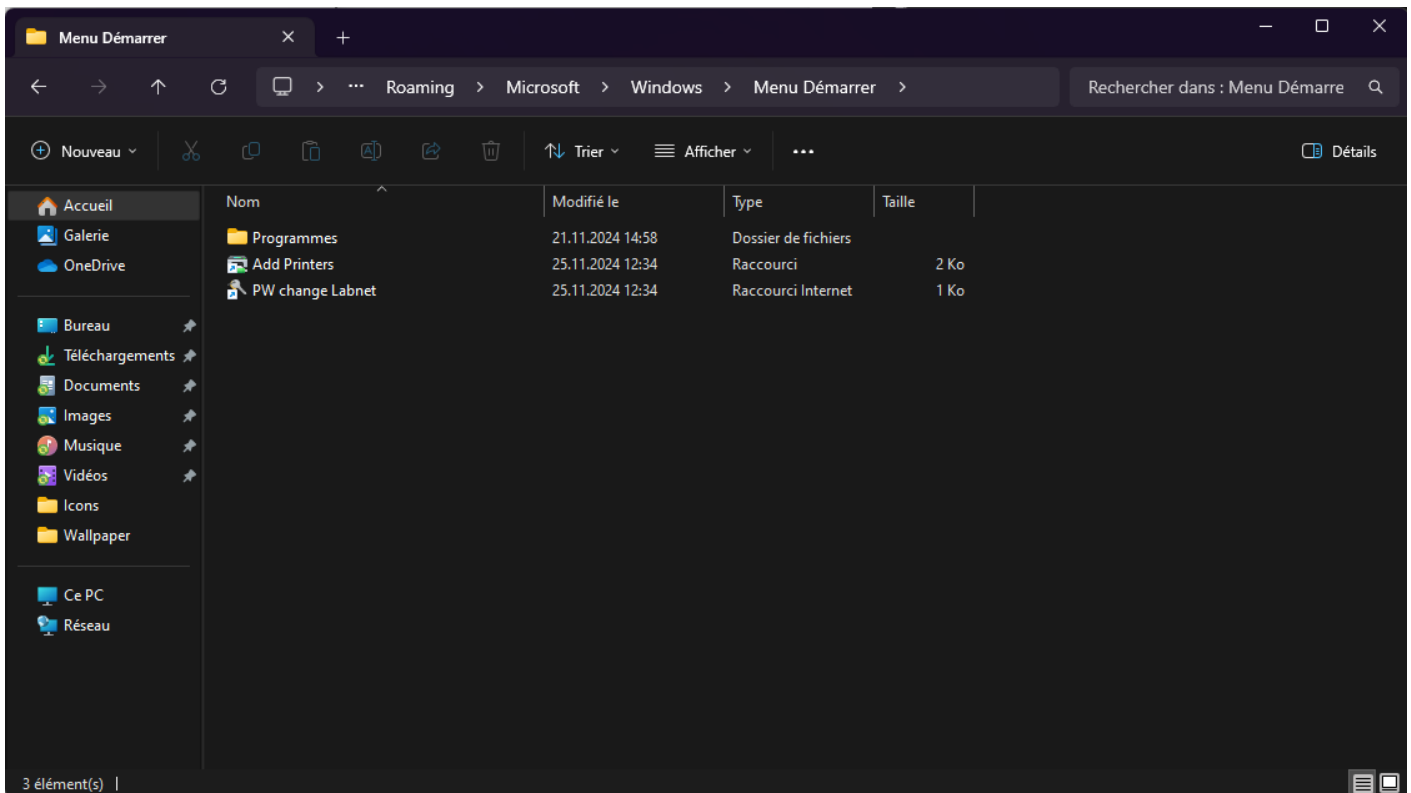 Menu Démarrer
Roaming > Microsoft > Windows > Menu Démarrer >
Rechercher dans : Menu Démarre
Nouveau
Trier
Afficher
Détails
Accueil
Galerie
OneDrive
Bureau
Téléchargements
Documents
Images
Musique
Vidéos
Icons
Wallpaper
Ce PC
Réseau
Nom Modifié le Type Taille
Programmes 21.11.2024 14:58 Dossier de fichiers
Add Printers 25.11.2024 12:34 Raccourci 2 Ko
PW change Labnet 25.11.2024 12:34 Raccourci Internet 1 Ko
3 élément(s)